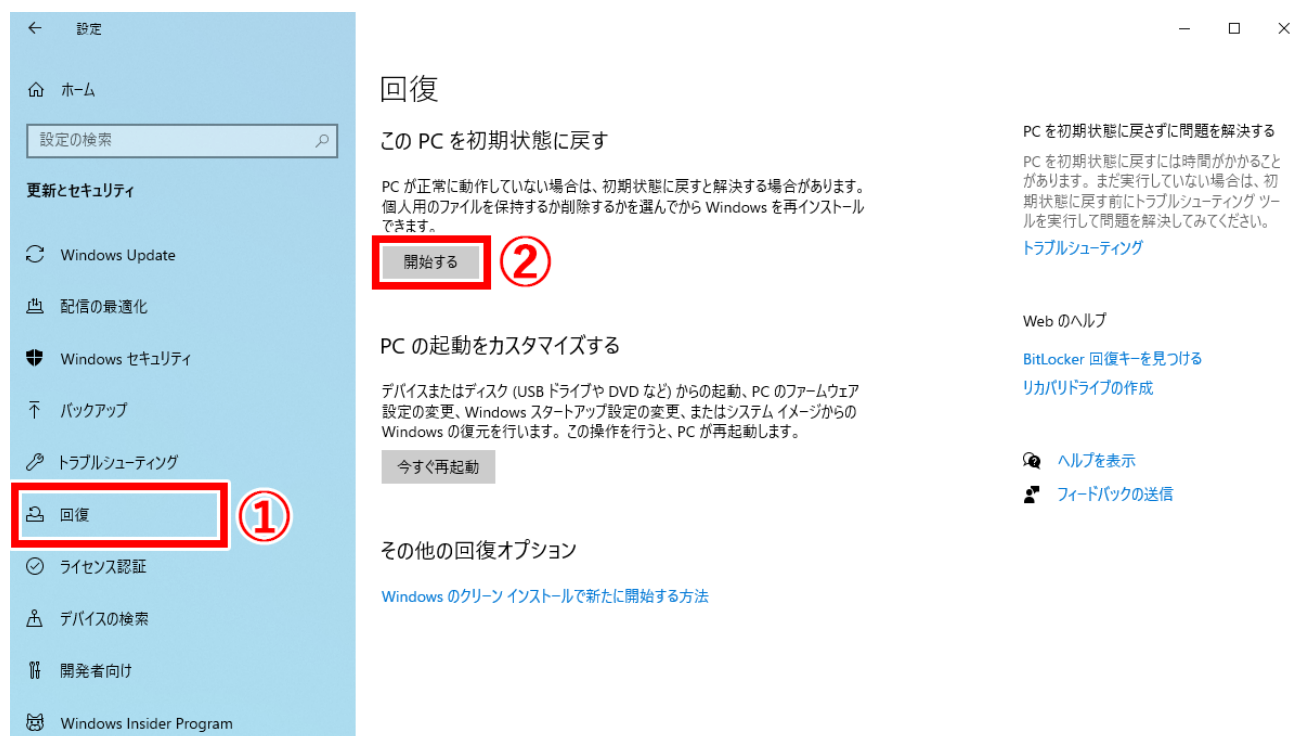 設定
ホーム
設定の検索
更新とセキュリティ
Windows Update
配信の最適化
Windows セキュリティ
バックアップ
トラブルシューティング
回復
①
ライセンス認証
デバイスの検索
開発者向け
Windows Insider Program
回復
この PC を初期状態に戻す
PC が正常に動作していない場合は、初期状態に戻すと解決する場合があります。
個人用のファイルを保持するか削除するかを選んでから Windows を再インストール
できます。
開始する
②
PC の起動をカスタマイズする
デバイスまたはディスク (USB ドライブや DVD など) からの起動、PC のファームウェア
設定の変更、Windows スタートアップ設定の変更、またはシステム イメージからの
Windows の復元を行います。この操作を行うと、PC が再起動します。
今すぐ再起動
その他の回復オプション
Windows のクリーン インストールで新たに開始する方法
PC を初期状態に戻さずに問題を解決する
PC を初期状態に戻すには時間がかかること
があります。まだ実行していない場合は、初
期状態に戻す前にトラブルシューティング ツー
ルを実行して問題を解決してみてください。
トラブルシューティング
Web のヘルプ
BitLocker 回復キーを見つける
リカバリドライブの作成
ヘルプを表示
フィードバックの送信